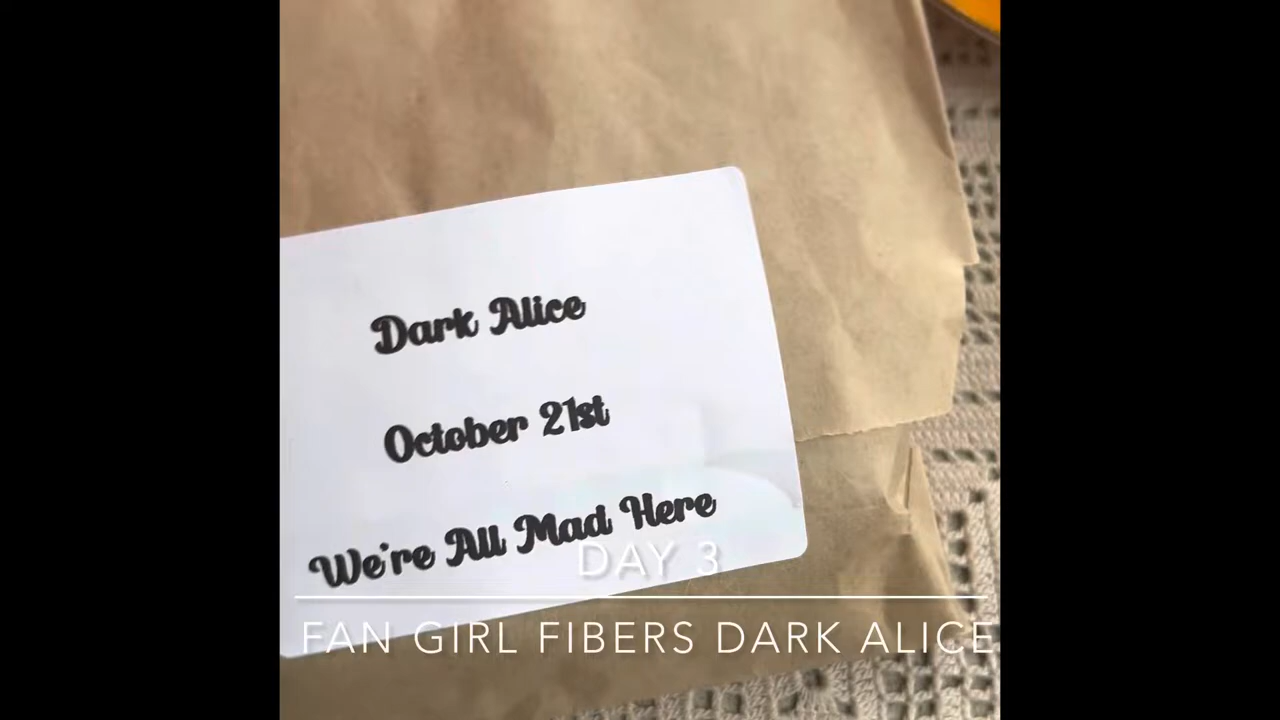 Dark Alice
October 21st
We're All Mad Here
DAY 3
FAN GIRL FIBERS DARK ALICE